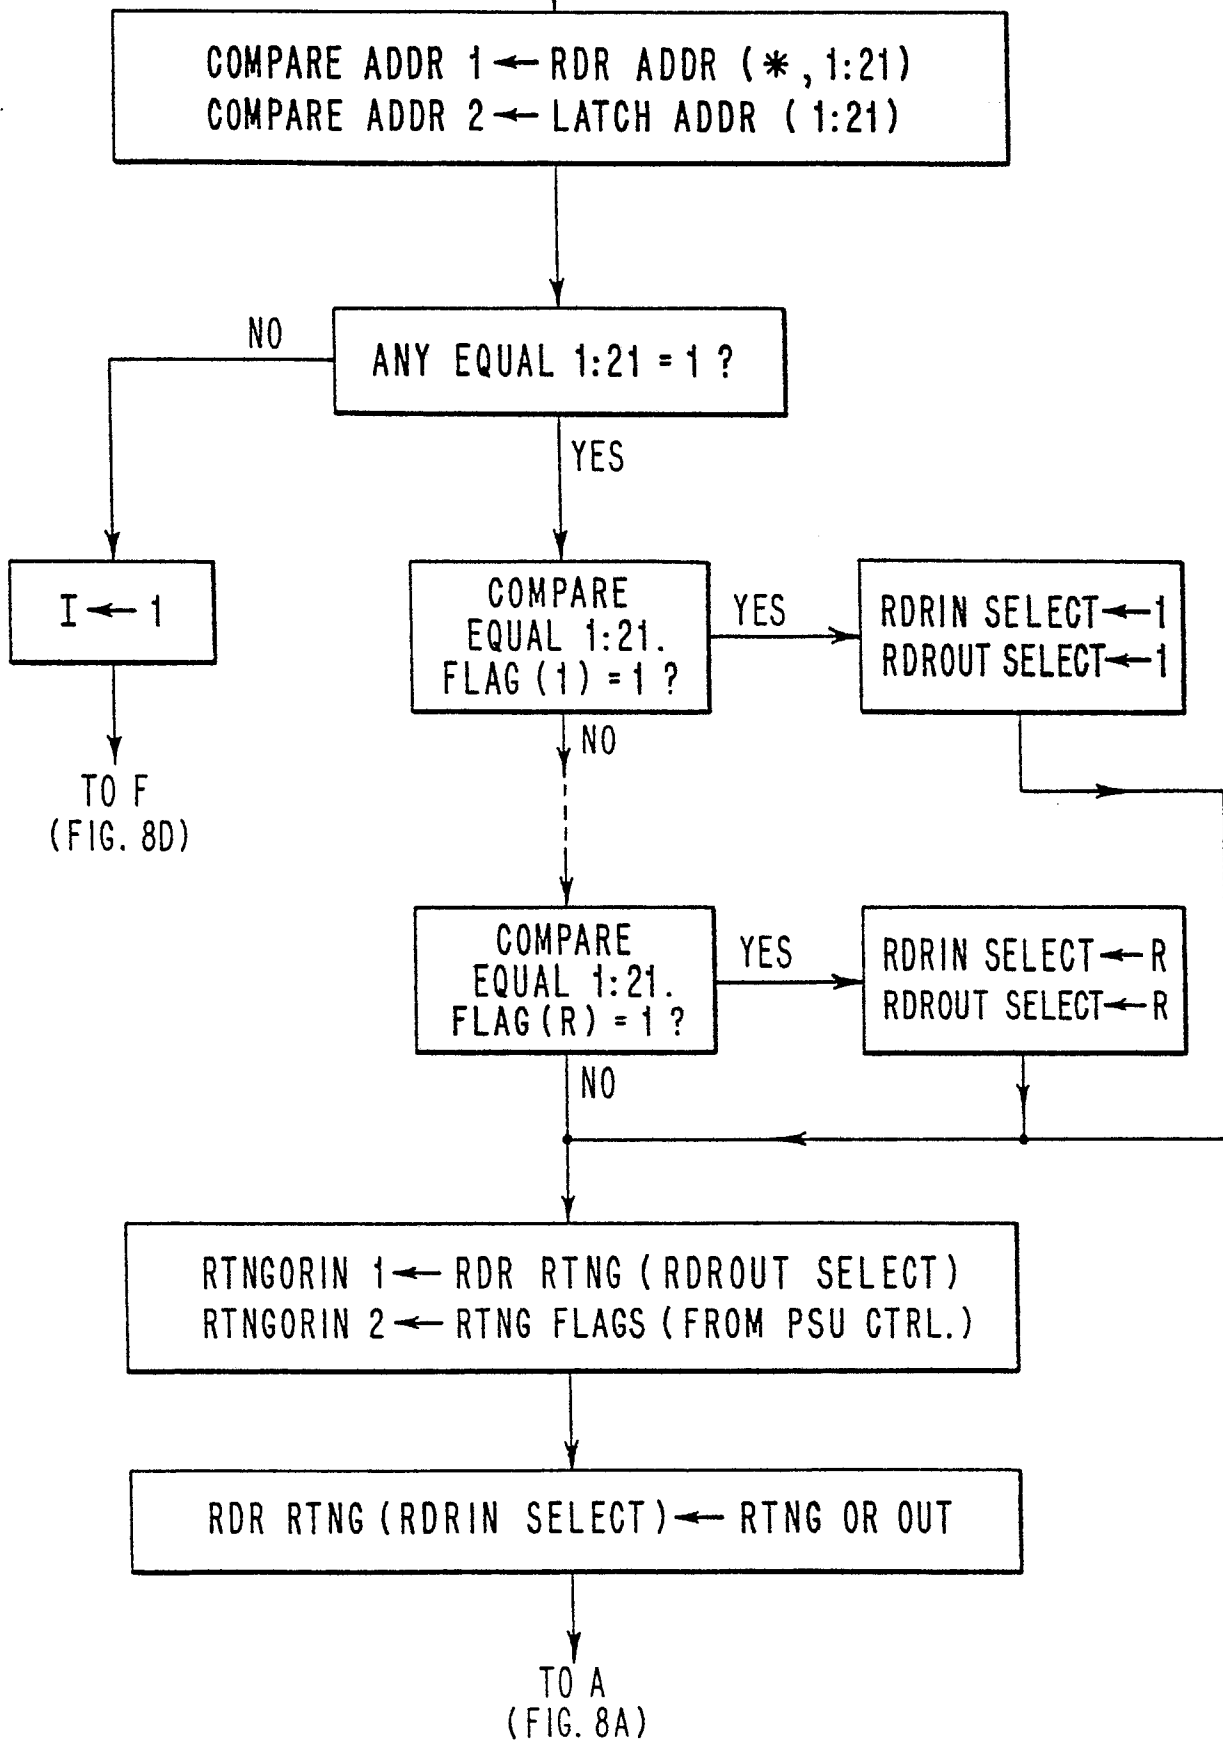 COMPARE ADDR 1 ← RDR ADDR (*, 1:21)
COMPARE ADDR 2 ← LATCH ADDR (1:21)
NO
ANY EQUAL 1:21 = 1 ?
YES
I ← 1
COMPARE
EQUAL 1:21.
FLAG (1) = 1 ?
YES
RDRIN SELECT ← 1
RDROUT SELECT ← 1
NO
TO F
(FIG. 8D)
COMPARE
EQUAL 1:21.
FLAG (R) = 1 ?
YES
RDRIN SELECT ← R
RDROUT SELECT ← R
NO
RTNGORIN 1 ← RDR RTNG (RDROUT SELECT)
RTNGORIN 2 ← RTNG FLAGS (FROM PSU CTRL.)
RDR RTNG (RDRIN SELECT) ← RTNG OR OUT
TO A
(FIG. 8A)